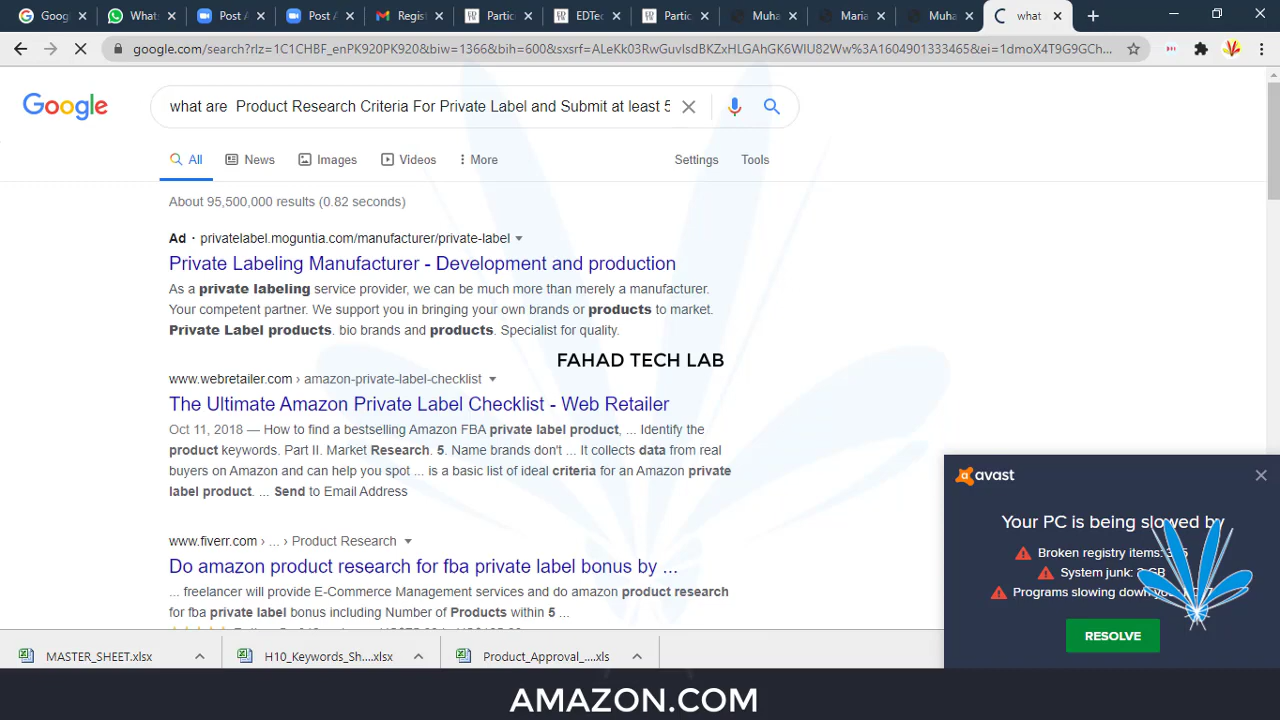 Goog
What
Post A
Post A
Regist
Partic
EDTec
Partic
Muha
Maria
Muha
what
google.com/search?rlz=1C1CHBF_enPK920PK920&biw=1366&bih=600&sxsrf=ALeKk03RwGuvIsdBKZxHLGAhGK6WIU82Ww%3A1604901333465&ei=1dmoX4T9G9GCh...
Google
what are  Product Research Criteria For Private Label and Submit at least 5
All News Images Videos More Settings Tools
About 95,500,000 results (0.82 seconds)
Ad · privatelabel.moguntia.com/manufacturer/private-label
Private Labeling Manufacturer - Development and production
As a private labeling service provider, we can be much more than merely a manufacturer.
Your competent partner. We support you in bringing your own brands or products to market.
Private Label products. bio brands and products. Specialist for quality.
FAHAD TECH LAB
www.webretailer.com › amazon-private-label-checklist
The Ultimate Amazon Private Label Checklist - Web Retailer
Oct 11, 2018 — How to find a bestselling Amazon FBA private label product, ... Identify the
product keywords. Part II. Market Research. 5. Name brands don't ... It collects data from real
buyers on Amazon and can help you spot ... is a basic list of ideal criteria for an Amazon private
label product. ... Send to Email Address
www.fiverr.com › ... › Product Research
Do amazon product research for fba private label bonus by ...
... freelancer will provide E-Commerce Management services and do amazon product research
for fba private label bonus including Number of Products within 5 ...
avast
Your PC is being slowed by
Broken registry items:
System junk: GB
Programs slowing down
RESOLVE
MASTER_SHEET.xlsx
H10_Keywords_Sh....xlsx
Product_Approval_....xls
AMAZON.COM